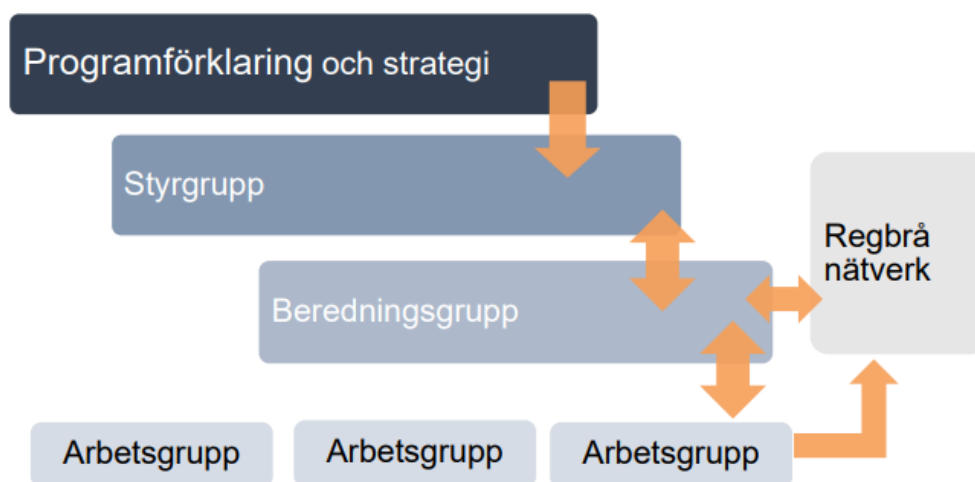 Programförklaring och strategi
Styrgrupp
Regbrå
nätverk
Beredningsgrupp
Arbetsgrupp
Arbetsgrupp
Arbetsgrupp